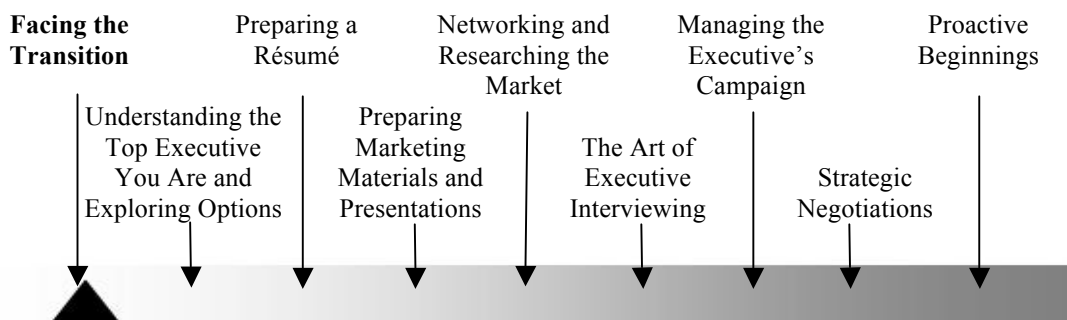 Facing the
Transition
Understanding the
Top Executive
You Are and
Exploring Options
Preparing a
Résumé
Preparing
Marketing
Materials and
Presentations
Networking and
Researching the
Market
The Art of
Executive
Interviewing
Managing the
Executive’s
Campaign
Strategic
Negotiations
Proactive
Beginnings